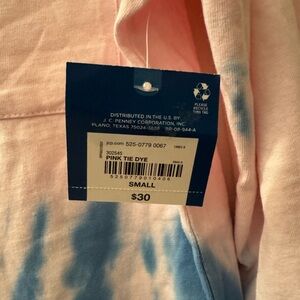 DISTRIBUTED IN THE U.S. BY
J. C. PENNEY CORPORATION, INC.
PLANO, TEXAS 75024-3698
PLEASE
RECYCLE
THIS TAG
jcp.com 525-0779 0067
302545
PINK TIE DYE
5250779010406
SMALL
$30